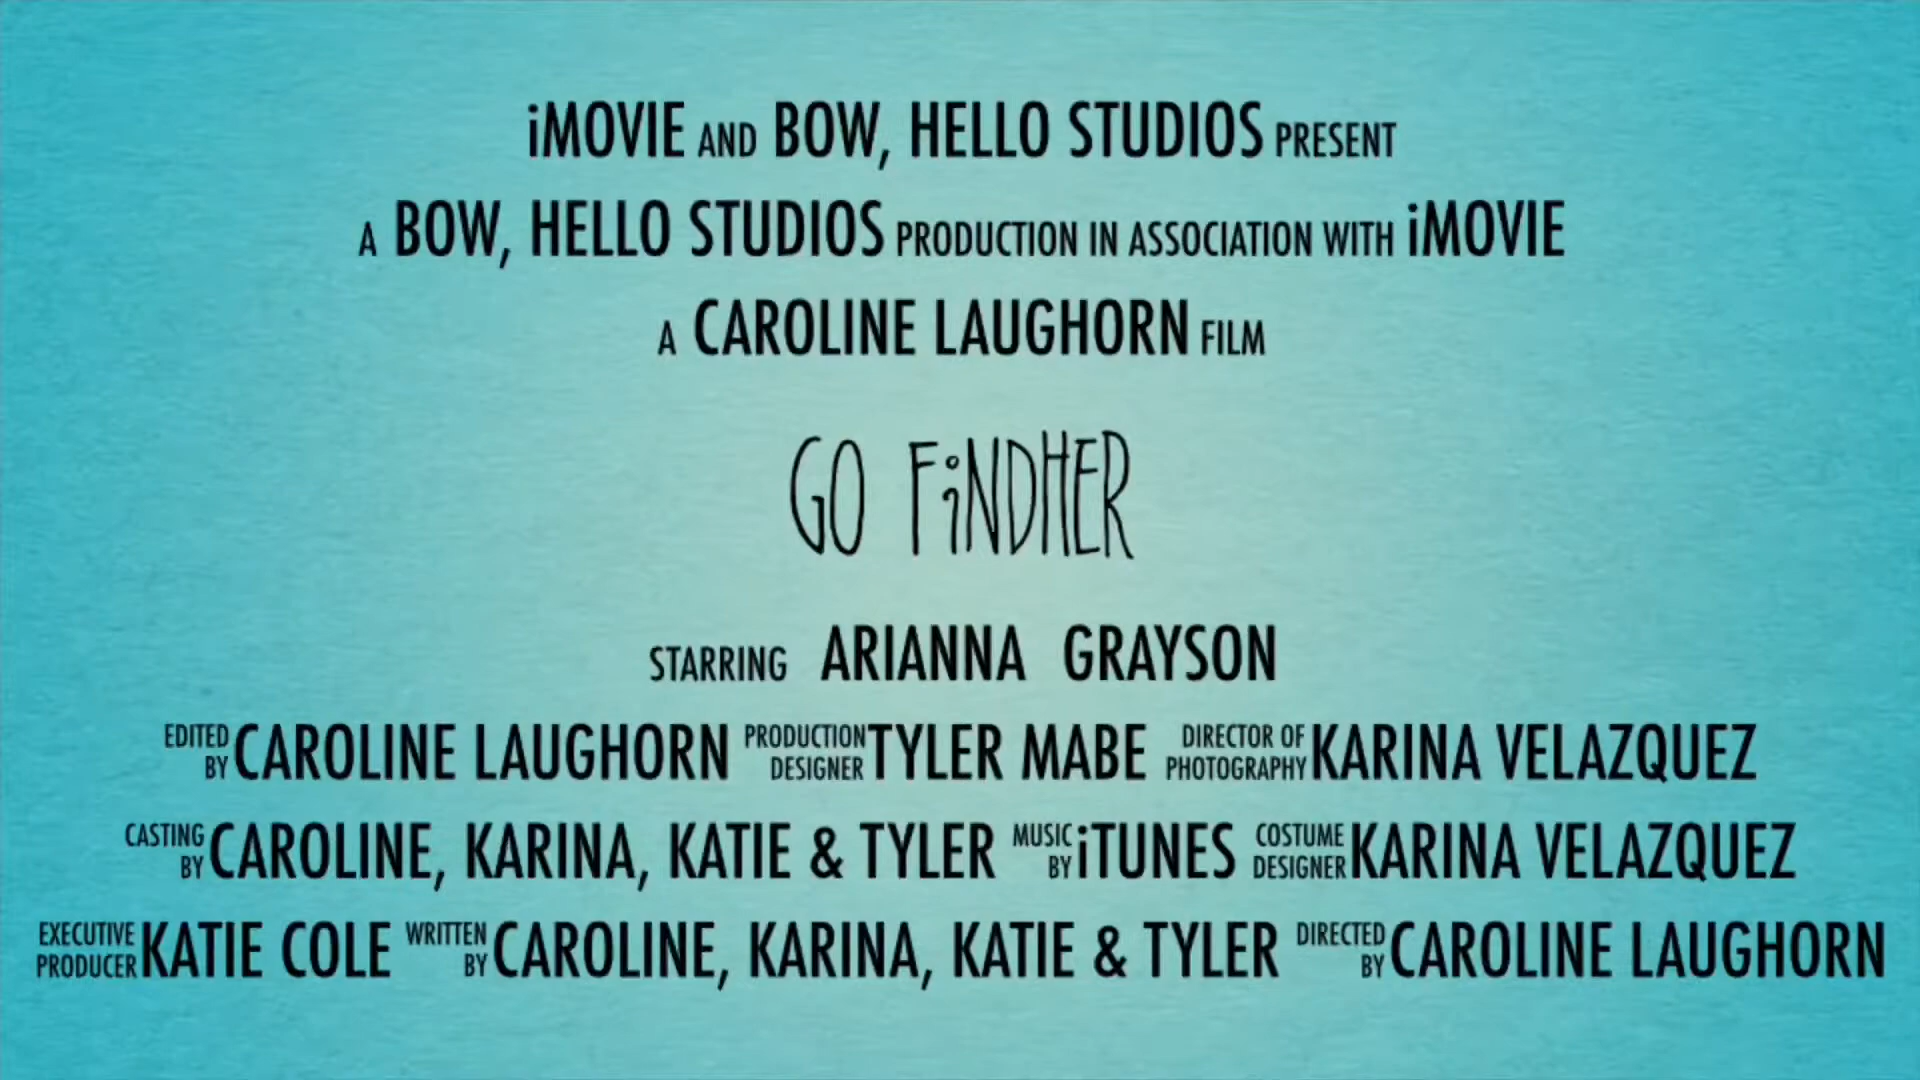 iMOVIE AND BOW, HELLO STUDIOS PRESENT
A BOW, HELLO STUDIOS PRODUCTION IN ASSOCIATION WITH iMOVIE
A CAROLINE LAUGHORN FILM
GO FiNDHER
STARRING ARIANNA GRAYSON
EDITED BY CAROLINE LAUGHORN PRODUCTION DESIGNER TYLER MABE DIRECTOR OF PHOTOGRAPHY KARINA VELAZQUEZ
CASTING BY CAROLINE, KARINA, KATIE & TYLER MUSIC BY iTUNES COSTUME DESIGNER KARINA VELAZQUEZ
EXECUTIVE PRODUCER KATIE COLE WRITTEN BY CAROLINE, KARINA, KATIE & TYLER DIRECTED BY CAROLINE LAUGHORN